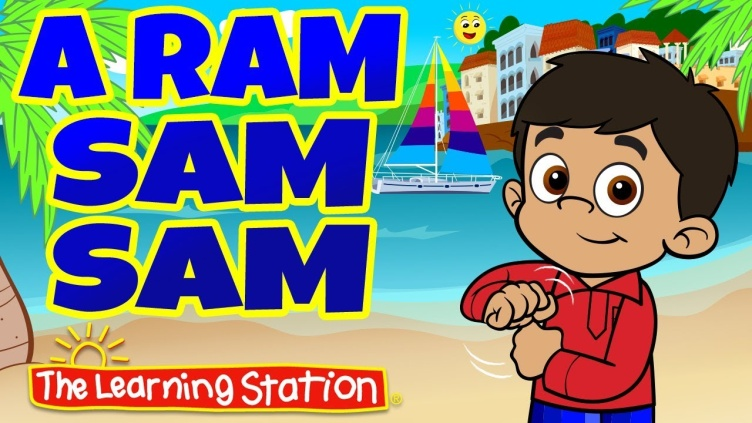 A RAM
SAM
SAM
The Learning Station®